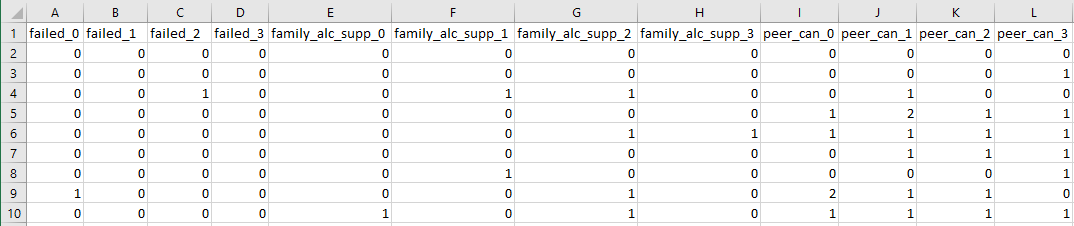 A B C D E F G H I J K L
1 failed_0 failed_1 failed_2 failed_3 family_alc_supp_0 family_alc_supp_1 family_alc_supp_2 family_alc_supp_3 peer_can_0 peer_can_1 peer_can_2 peer_can_3
2 0 0 0 0 0 0 0 0 0 0 0 0
3 0 0 0 0 0 0 0 0 0 0 0 1
4 0 0 1 0 0 1 1 0 0 1 0 0
5 0 0 0 0 0 0 0 0 1 2 1 1
6 0 0 0 0 0 0 1 1 1 1 1 1
7 0 0 0 0 0 0 0 0 0 1 1 1
8 0 0 0 0 0 1 0 0 0 0 0 1
9 1 0 0 0 0 0 1 0 2 1 1 0
10 0 0 0 0 1 0 1 0 1 1 1 1